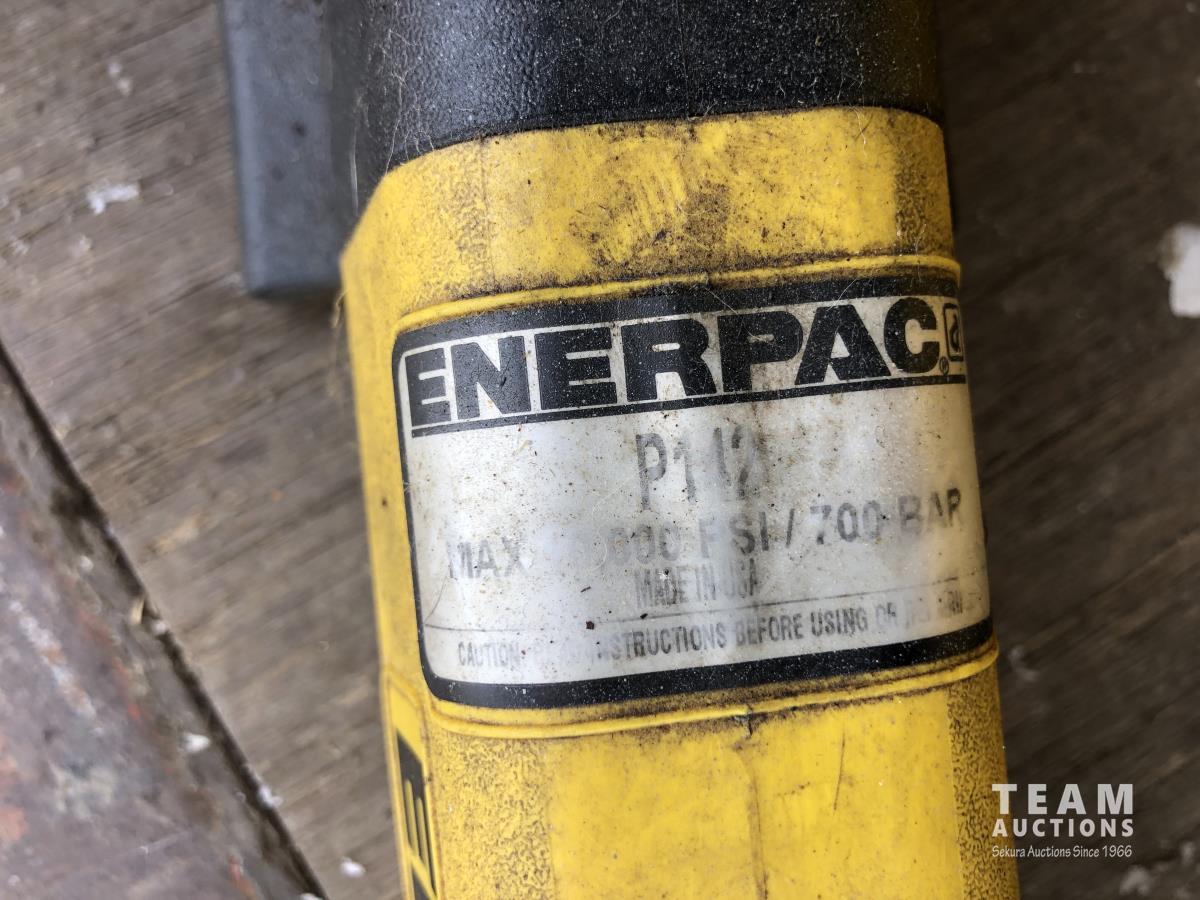 ENERPAC®
P142
MAX 000 PSI / 700 BAR
MADE IN USA
CAUTION INSTRUCTIONS BEFORE USING OR
TEAM
AUCTIONS
Sekura Auctions Since 1966